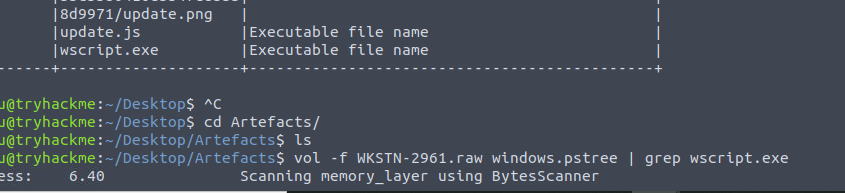 |8d9971/update.png | |
|update.js |Executable file name |
|wscript.exe |Executable file name |
------+--------------------+---------------------------------------------+
u@tryhackme:~/Desktop$ ^C
u@tryhackme:~/Desktop$ cd Artefacts/
u@tryhackme:~/Desktop/Artefacts$ ls
u@tryhackme:~/Desktop/Artefacts$ vol -f WKSTN-2961.raw windows.pstree | grep wscript.exe
ess: 6.40 Scanning memory_layer using BytesScanner